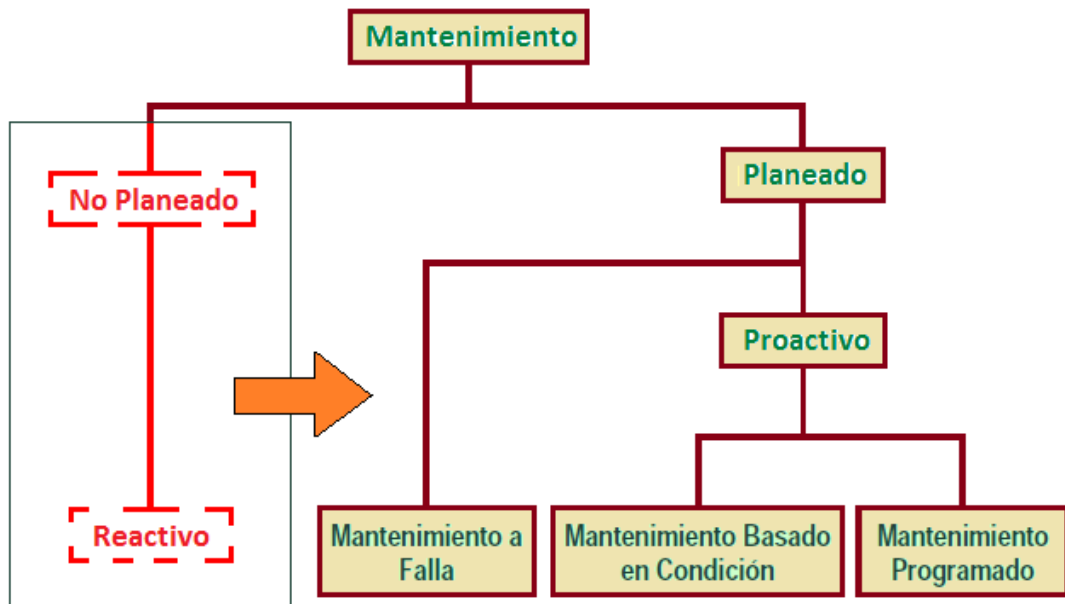 Mantenimiento
No Planeado
Planeado
Proactivo
Reactivo
Mantenimiento a
Falla
Mantenimiento Basado
en Condición
Mantenimiento
Programado